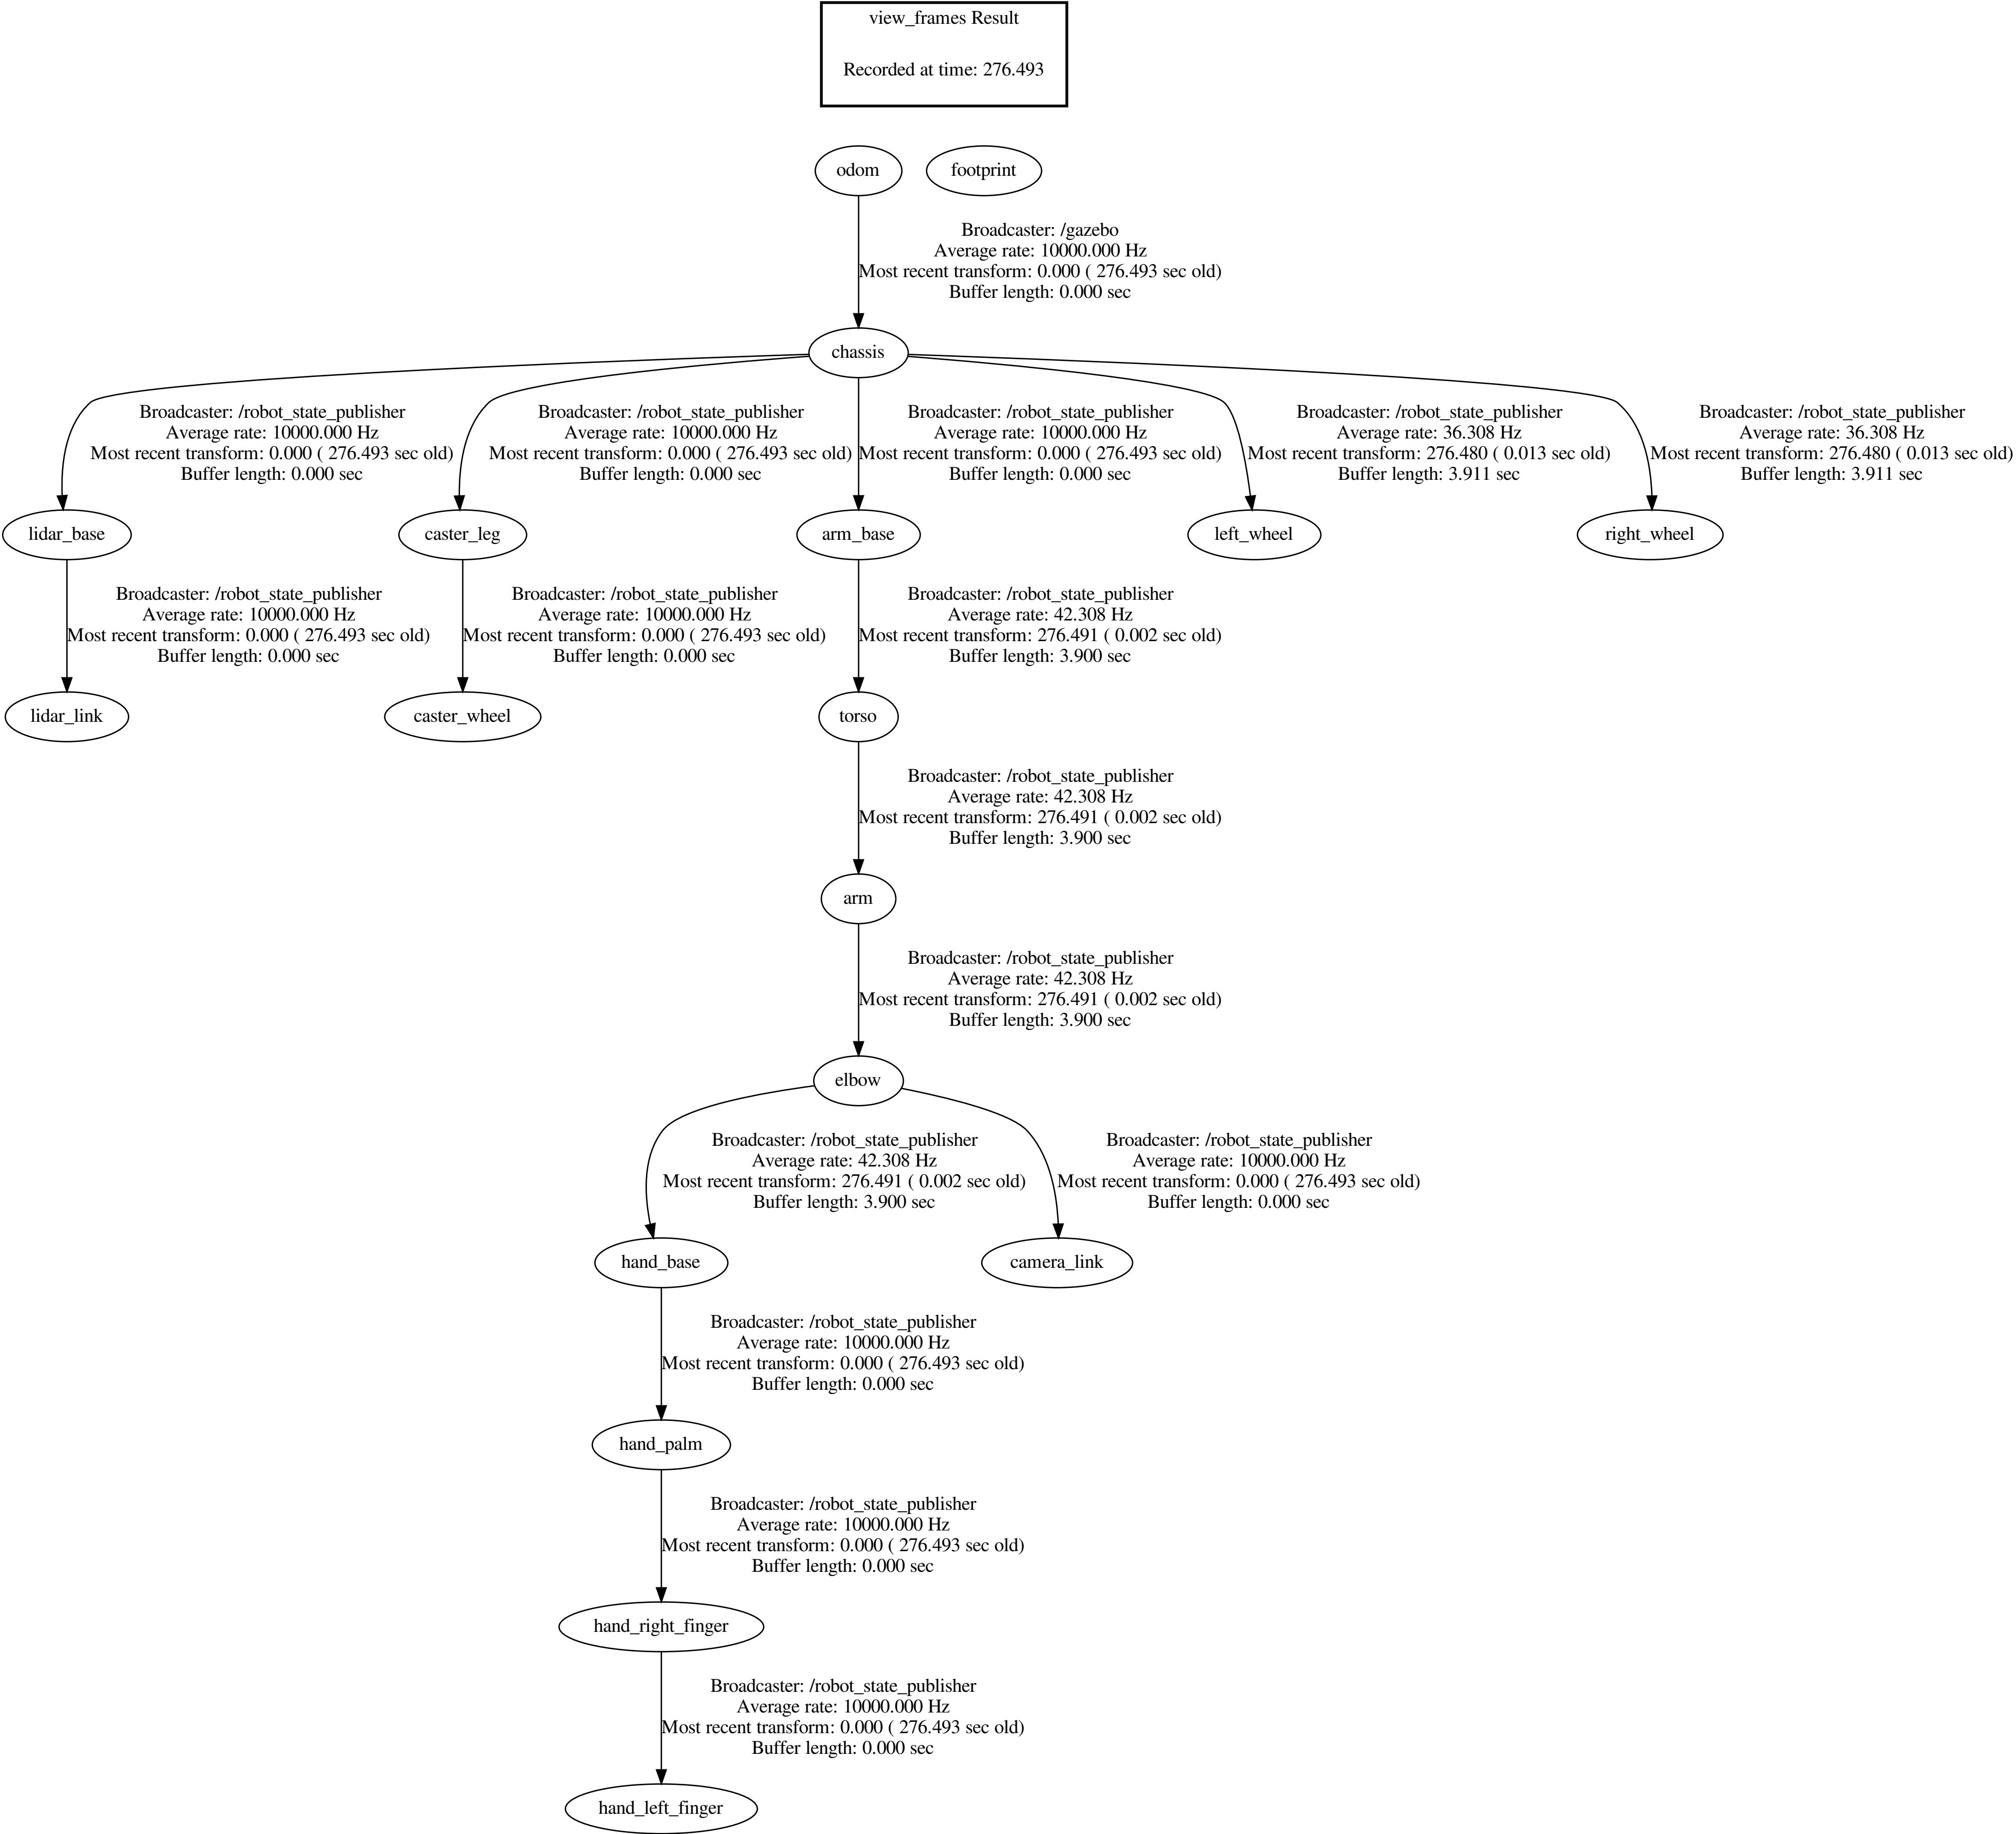 view_frames Result
Recorded at time: 276.493
odom
footprint
Broadcaster: /gazebo
Average rate: 10000.000 Hz
Most recent transform: 0.000 ( 276.493 sec old)
Buffer length: 0.000 sec
chassis
Broadcaster: /robot_state_publisher
Average rate: 10000.000 Hz
Most recent transform: 0.000 ( 276.493 sec old)
Buffer length: 0.000 sec
Broadcaster: /robot_state_publisher
Average rate: 10000.000 Hz
Most recent transform: 0.000 ( 276.493 sec old)
Buffer length: 0.000 sec
Broadcaster: /robot_state_publisher
Average rate: 10000.000 Hz
Most recent transform: 0.000 ( 276.493 sec old)
Buffer length: 0.000 sec
Broadcaster: /robot_state_publisher
Average rate: 36.308 Hz
Most recent transform: 276.480 ( 0.013 sec old)
Buffer length: 3.911 sec
Broadcaster: /robot_state_publisher
Average rate: 36.308 Hz
Most recent transform: 276.480 ( 0.013 sec old)
Buffer length: 3.911 sec
lidar_base
caster_leg
arm_base
left_wheel
right_wheel
Broadcaster: /robot_state_publisher
Average rate: 10000.000 Hz
Most recent transform: 0.000 ( 276.493 sec old)
Buffer length: 0.000 sec
Broadcaster: /robot_state_publisher
Average rate: 10000.000 Hz
Most recent transform: 0.000 ( 276.493 sec old)
Buffer length: 0.000 sec
Broadcaster: /robot_state_publisher
Average rate: 42.308 Hz
Most recent transform: 276.491 ( 0.002 sec old)
Buffer length: 3.900 sec
lidar_link
caster_wheel
torso
Broadcaster: /robot_state_publisher
Average rate: 42.308 Hz
Most recent transform: 276.491 ( 0.002 sec old)
Buffer length: 3.900 sec
arm
Broadcaster: /robot_state_publisher
Average rate: 42.308 Hz
Most recent transform: 276.491 ( 0.002 sec old)
Buffer length: 3.900 sec
elbow
Broadcaster: /robot_state_publisher
Average rate: 42.308 Hz
Most recent transform: 276.491 ( 0.002 sec old)
Buffer length: 3.900 sec
Broadcaster: /robot_state_publisher
Average rate: 10000.000 Hz
Most recent transform: 0.000 ( 276.493 sec old)
Buffer length: 0.000 sec
hand_base
camera_link
Broadcaster: /robot_state_publisher
Average rate: 10000.000 Hz
Most recent transform: 0.000 ( 276.493 sec old)
Buffer length: 0.000 sec
hand_palm
Broadcaster: /robot_state_publisher
Average rate: 10000.000 Hz
Most recent transform: 0.000 ( 276.493 sec old)
Buffer length: 0.000 sec
hand_right_finger
Broadcaster: /robot_state_publisher
Average rate: 10000.000 Hz
Most recent transform: 0.000 ( 276.493 sec old)
Buffer length: 0.000 sec
hand_left_finger